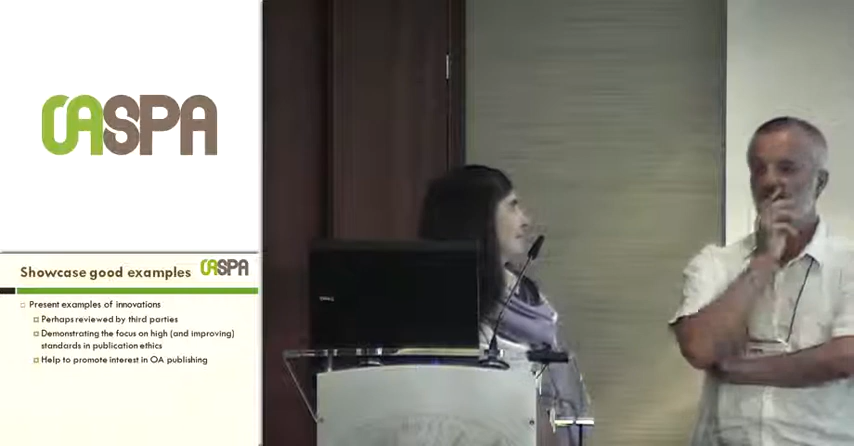 OASPA
Showcase good examples
OASPA
Present examples of innovations
Perhaps reviewed by third parties
Demonstrating the focus on high (and improving)
standards in publication ethics
Help to promote interest in OA publishing